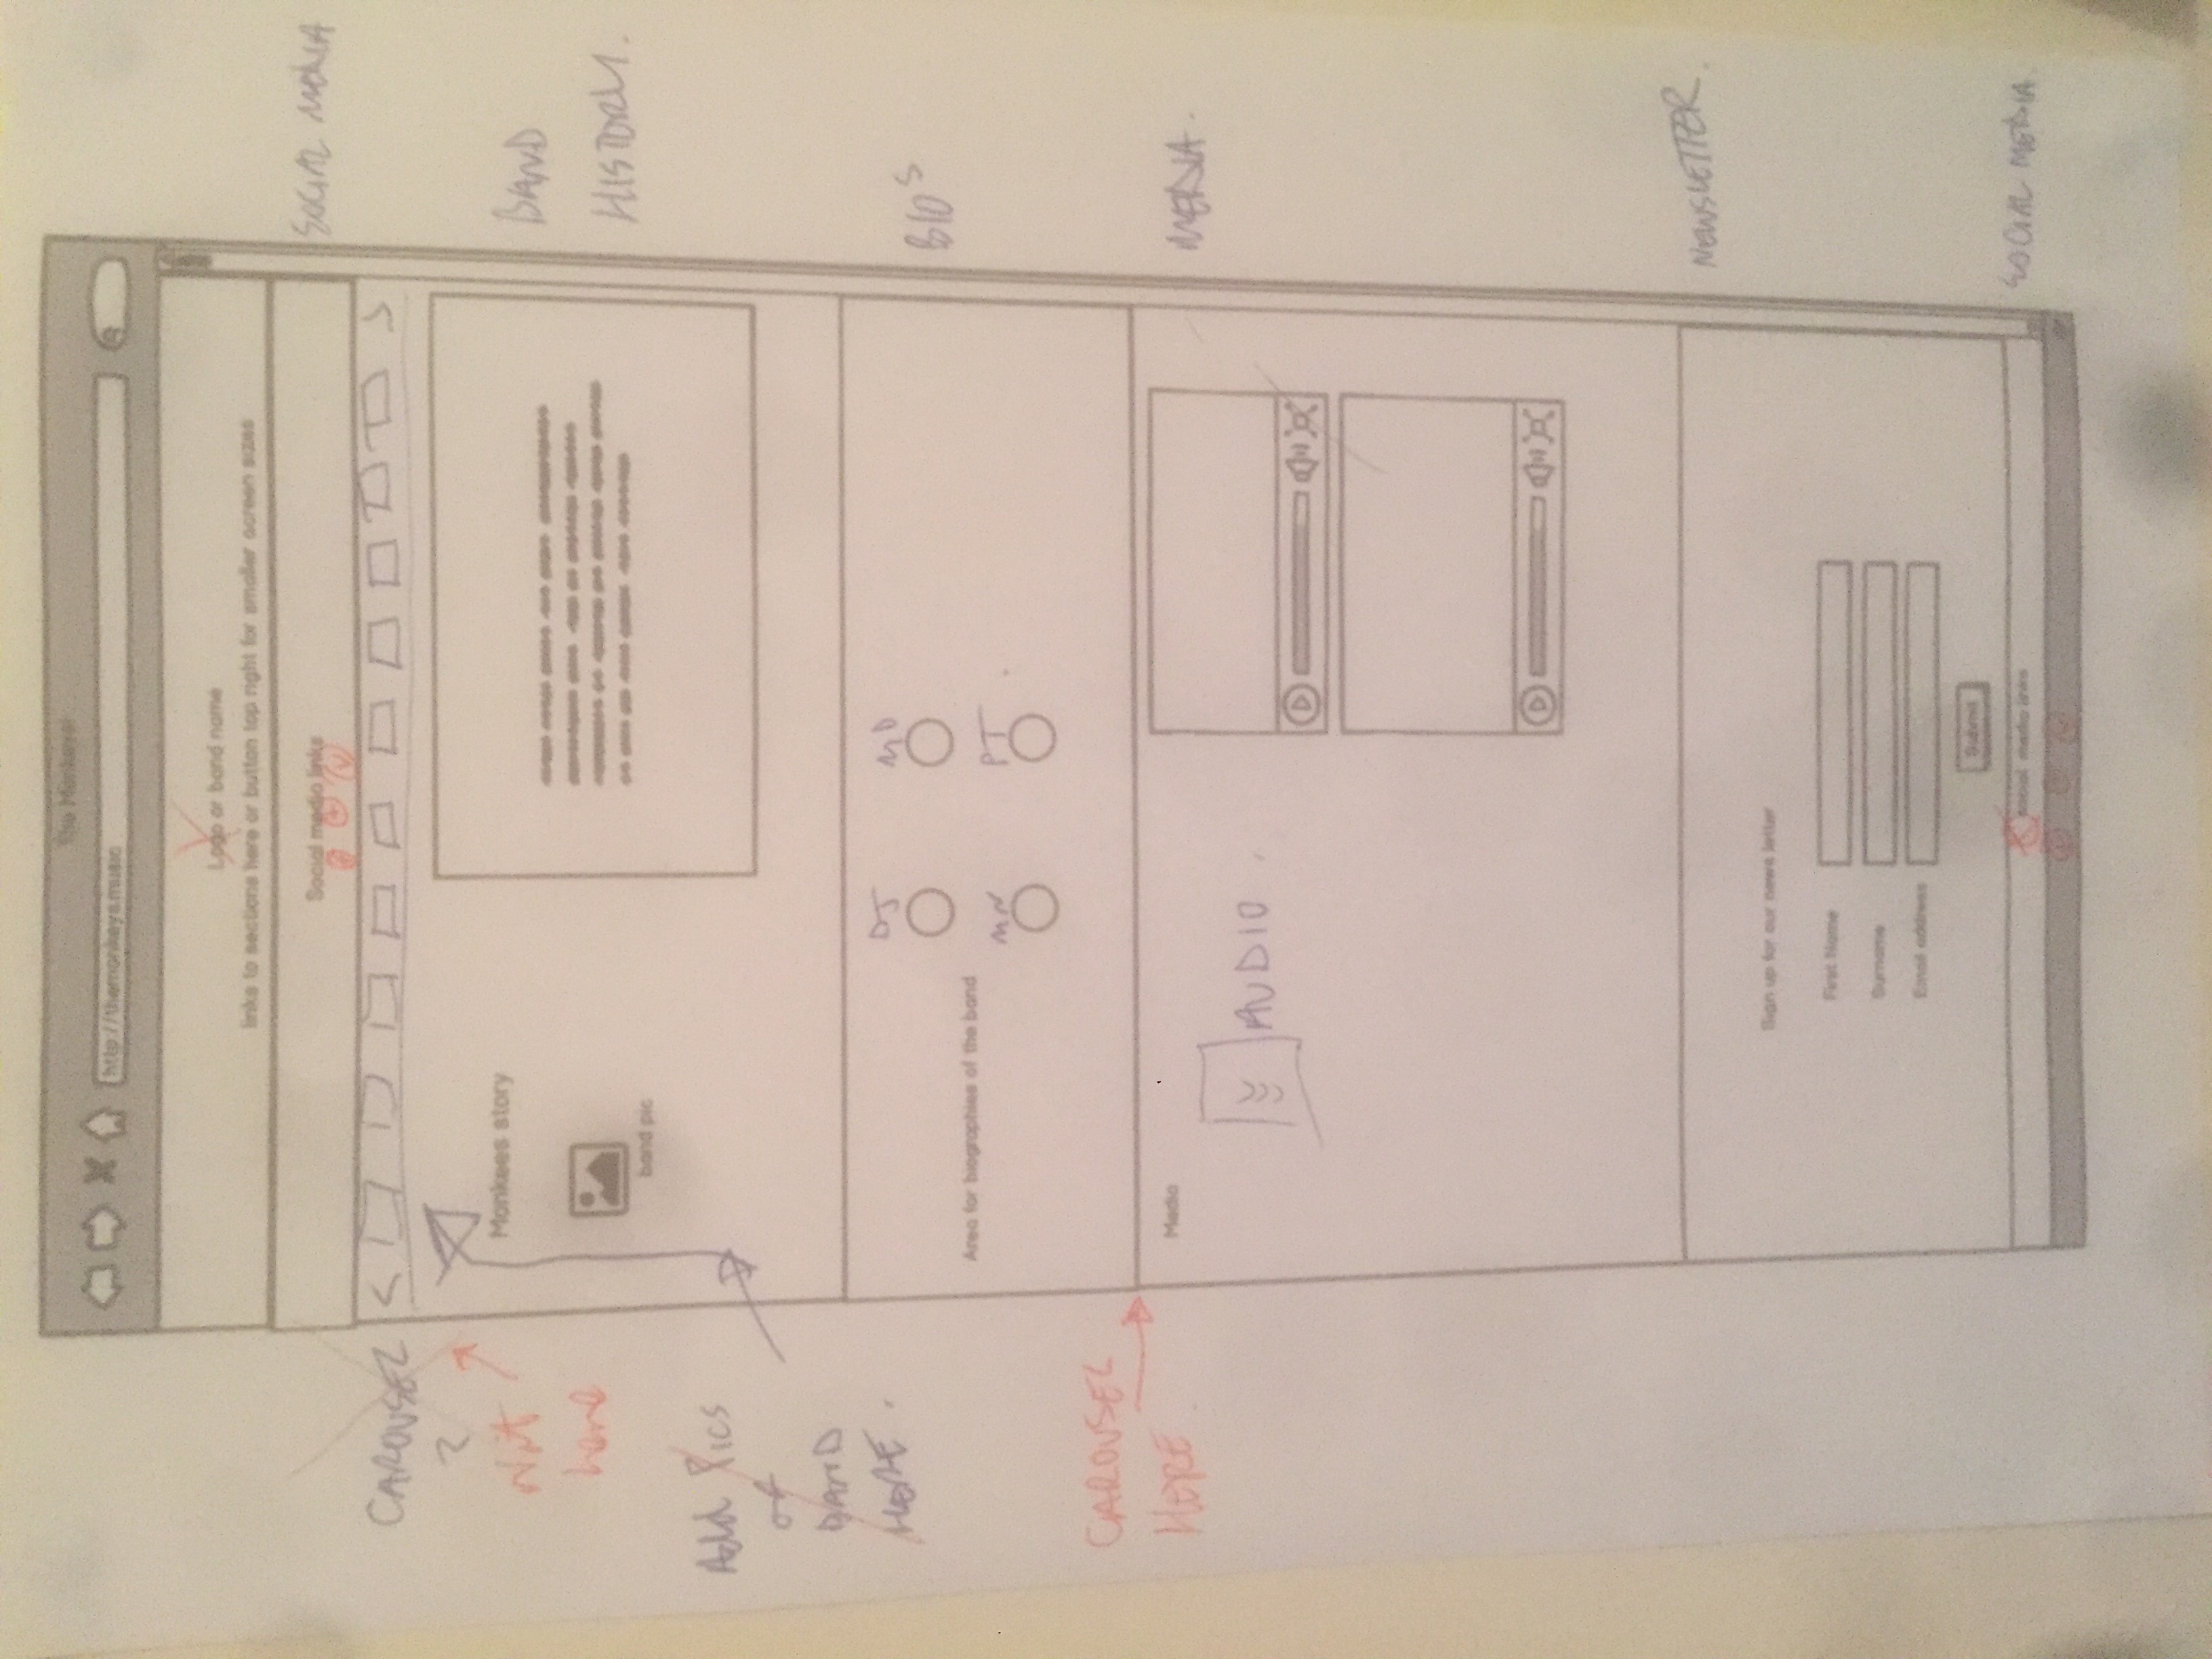 The Monkees!
http://themonkeys.music
Logo or band name
links to sections here or button top right for smaller screen sizes
Social media links
SOCIAL MEDIA
CAROUSEL
?
Not
here
Monkees story
band pic
BAND
HISTORY.
Add Pics
of
BAND
HERE.
DJ
MD
Area for biographies of the band
MN
PT
BIOS
CAROUSEL
HERE
Media
AUDIO
MEDIA.
NEWSLETTER.
Sign up for our news letter
First Name
Surname
Email address
Submit
social media links
SOCIAL MEDIA